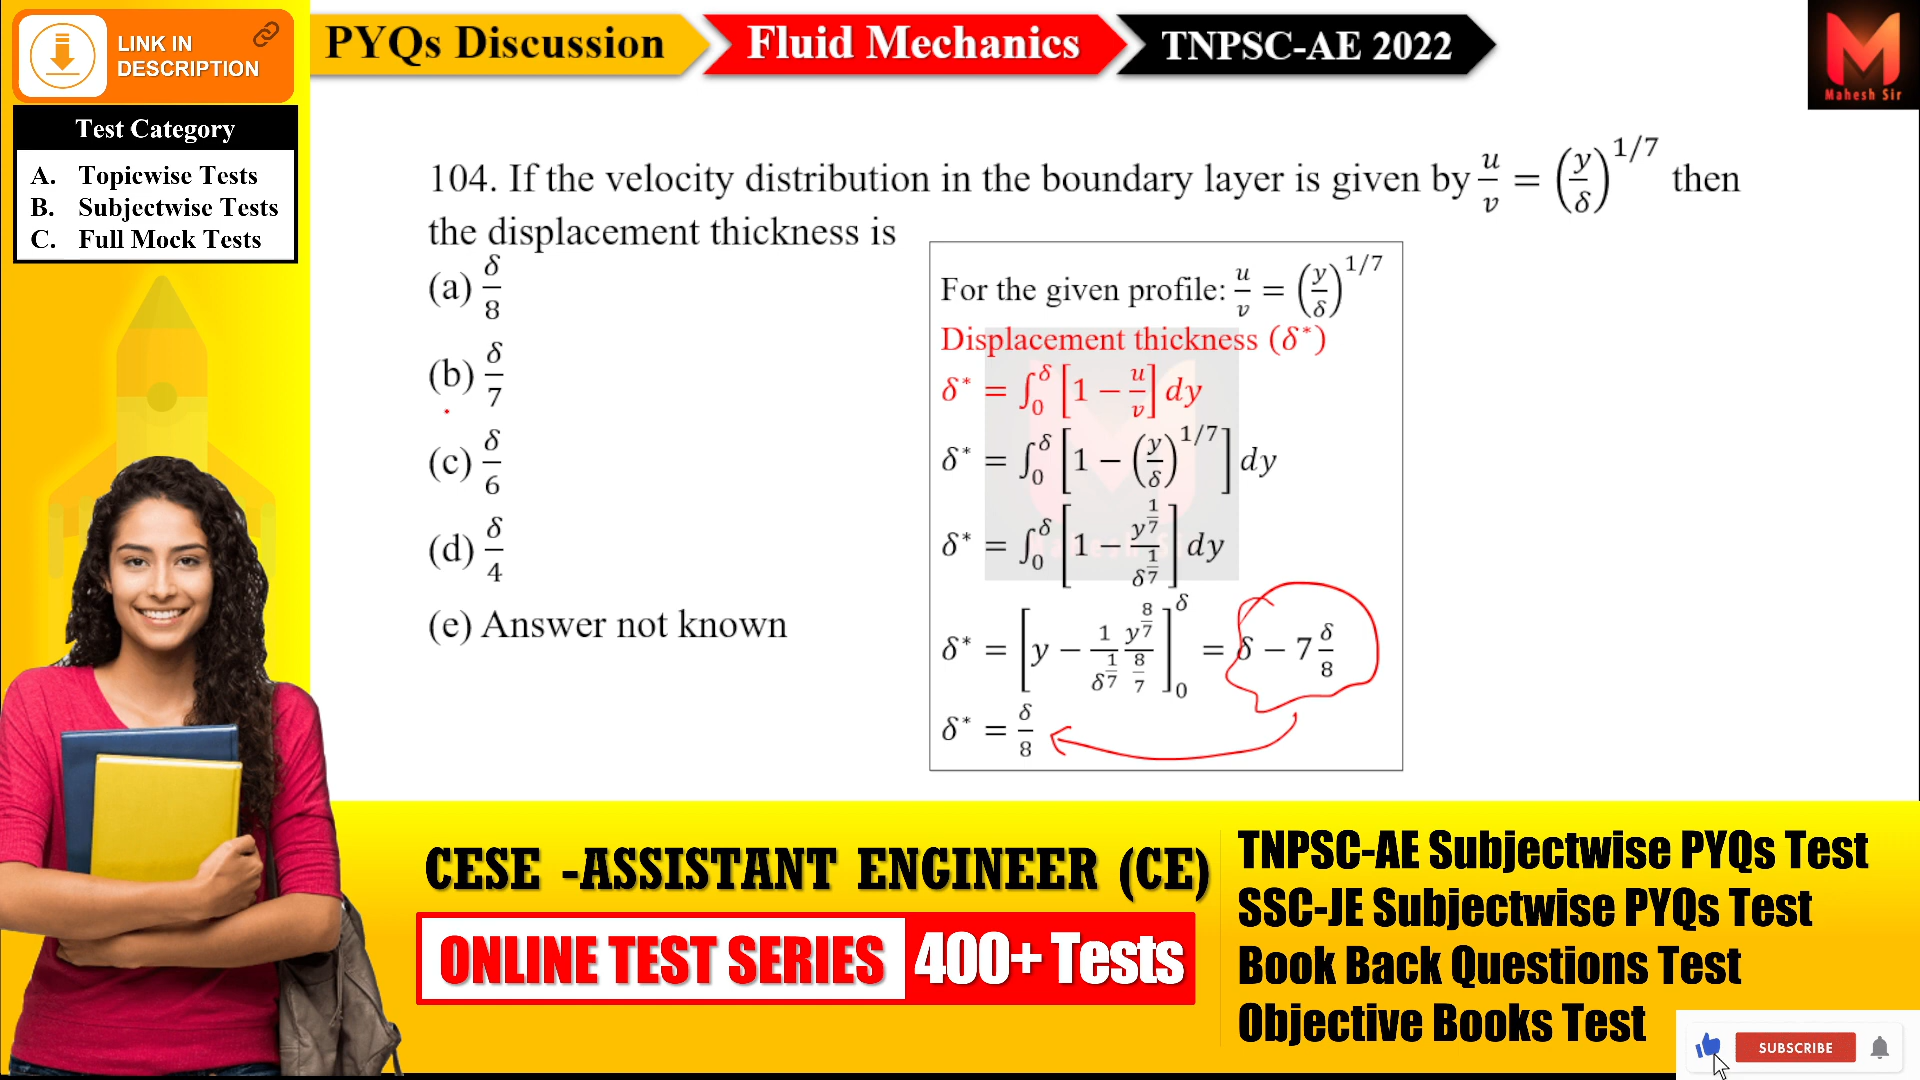 LINK IN
DESCRIPTION
PYQs Discussion
Fluid Mechanics
TNPSC-AE 2022
Mahesh Sir
Test Category
A. Topicwise Tests
B. Subjectwise Tests
C. Full Mock Tests
104. If the velocity distribution in the boundary layer is given by u/v = (y/δ)^1/7 then
the displacement thickness is
(a) δ/8
(b) δ/7
(c) δ/6
(d) δ/4
(e) Answer not known
For the given profile: u/v = (y/δ)^1/7
Displacement thickness (δ*)
δ* = ∫₀^δ [1 − u/v] dy
δ* = ∫₀^δ [1 − (y/δ)^1/7] dy
δ* = ∫₀^δ [1 − y^(1/7)/δ^(1/7)] dy
δ* = [y − 1/δ^(1/7) y^(8/7)/(8/7)]₀^δ = δ − 7 δ/8
δ* = δ/8
CESE -ASSISTANT ENGINEER (CE)
ONLINE TEST SERIES 400+ Tests
TNPSC-AE Subjectwise PYQs Test
SSC-JE Subjectwise PYQs Test
Book Back Questions Test
Objective Books Test
SUBSCRIBE